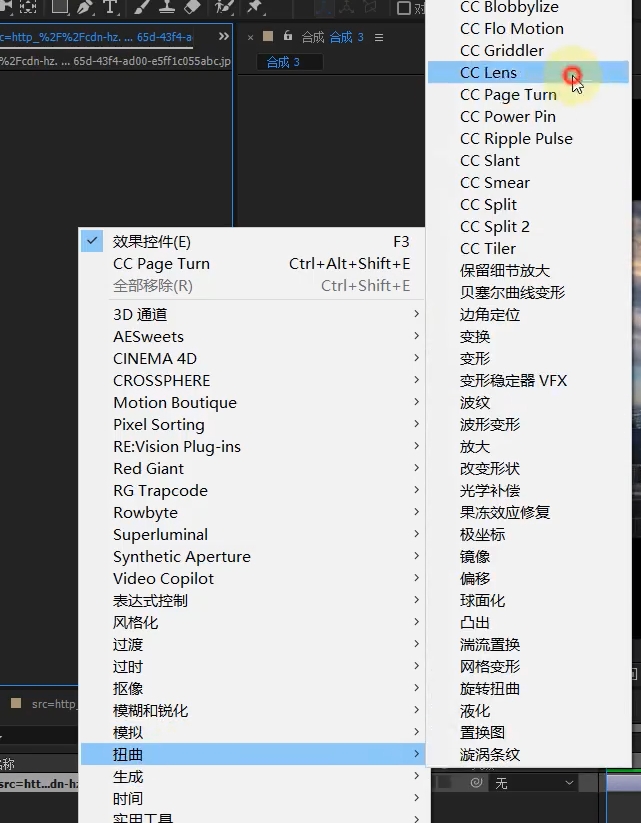 c=http_%2F%2Fcdn-hz. ... 65d-43f4-a
»
× 合成 合成 3 ≡
%2Fcdn-hz. ... 65d-43f4-ad00-e5ff1c055abc.jp
合成 3
CC Blobbylize
CC Flo Motion
CC Griddler
CC Lens
CC Page Turn
CC Power Pin
CC Ripple Pulse
CC Slant
CC Smear
CC Split
CC Split 2
CC Tiler
保留细节放大
贝塞尔曲线变形
边角定位
变换
变形
变形稳定器 VFX
波纹
波形变形
放大
改变形状
光学补偿
果冻效应修复
极坐标
镜像
偏移
球面化
凸出
湍流置换
网格变形
旋转扭曲
液化
置换图
漩涡条纹
效果控件(E) F3
CC Page Turn Ctrl+Alt+Shift+E
全部移除(R) Ctrl+Shift+E
3D 通道
AESweets
CINEMA 4D
CROSSPHERE
Motion Boutique
Pixel Sorting
RE:Vision Plug-ins
Red Giant
RG Trapcode
Rowbyte
Superluminal
Synthetic Aperture
Video Copilot
表达式控制
风格化
过渡
过时
抠像
模糊和锐化
模拟
扭曲
生成
时间
实用工具
src=http_
称
src=htt...dn-hz
无